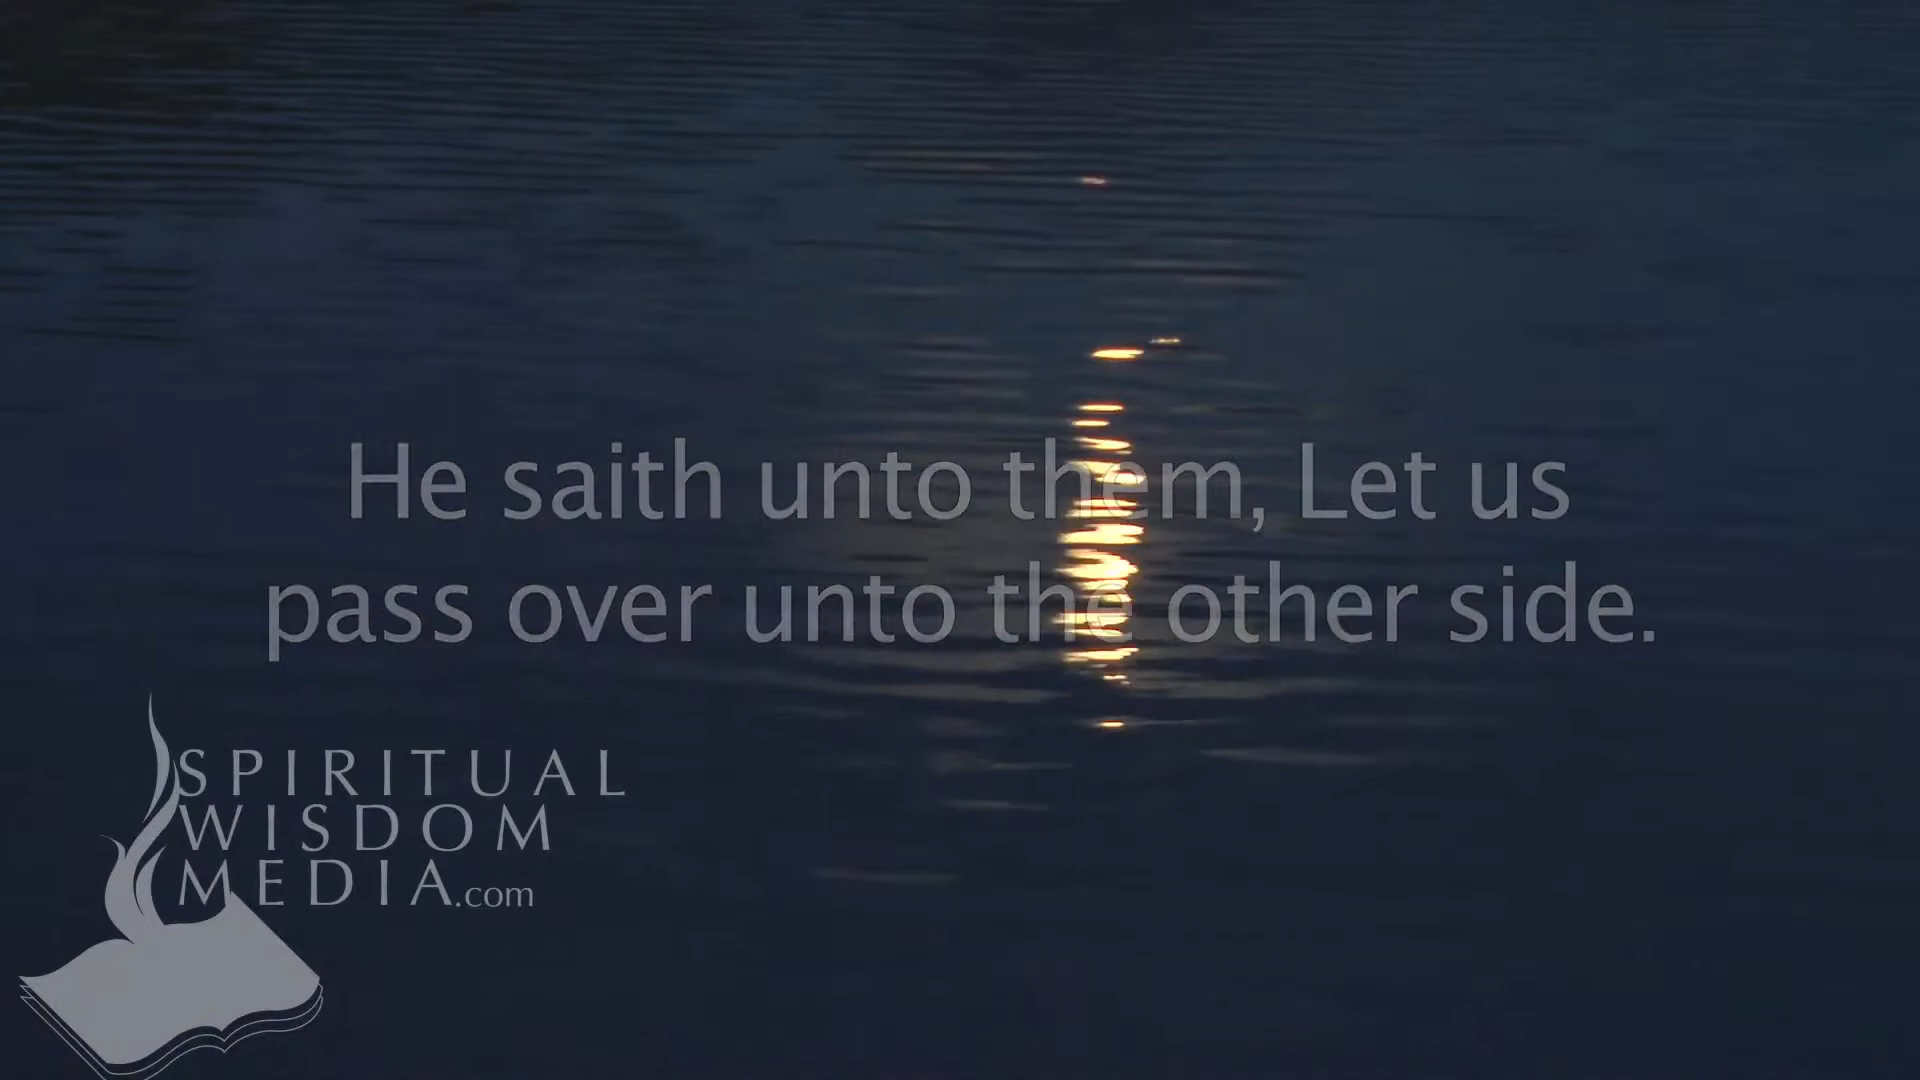 He saith unto them, Let us
pass over unto the other side.
SPIRITUAL
WISDOM
MEDIA.com